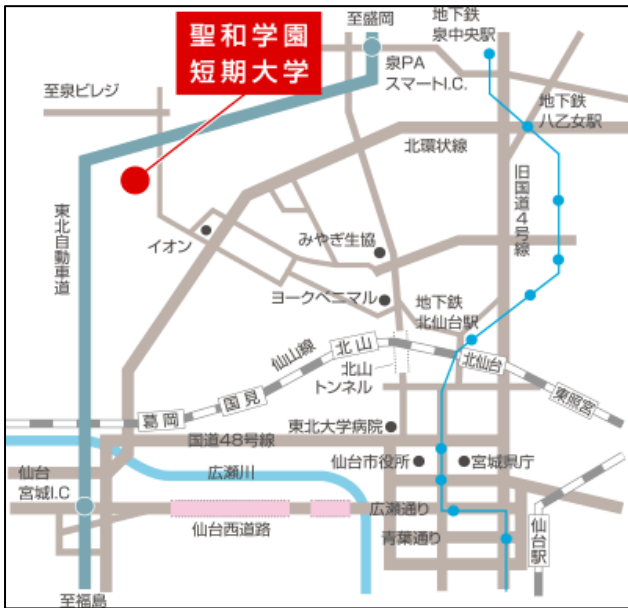 至盛岡
地下鉄
泉中央駅
聖和学園
短期大学
泉PA
スマートI.C.
至泉ビレジ
地下鉄
八乙女駅
北環状線
旧国道4号線
東北自動車道
イオン
みやぎ生協
ヨークベニマル
地下鉄
北仙台駅
仙山線
北山
北山
トンネル
北仙台
東照宮
国見
葛岡
東北大学病院
国道48号線
仙台
宮城I.C
広瀬川
仙台市役所
宮城県庁
広瀬通り
仙台西道路
青葉通り
仙台駅
至福島